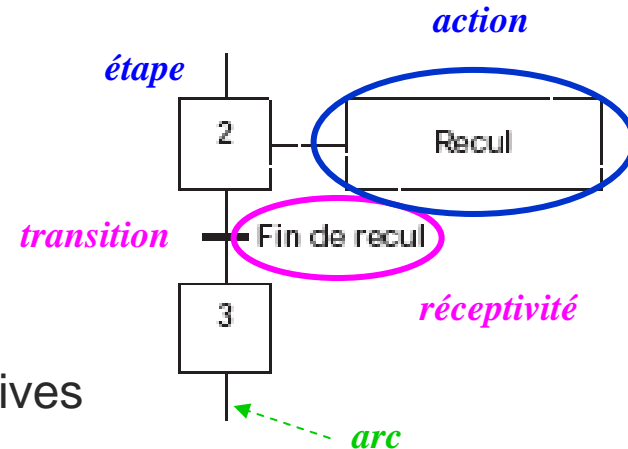 action
étape
2
Recul
transition
Fin de recul
3
réceptivité
ives
arc